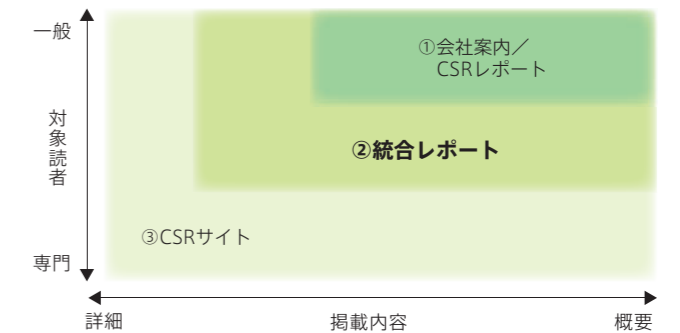 一般
①会社案内／
CSRレポート
対象読者
②統合レポート
③CSRサイト
専門
詳細
掲載内容
概要